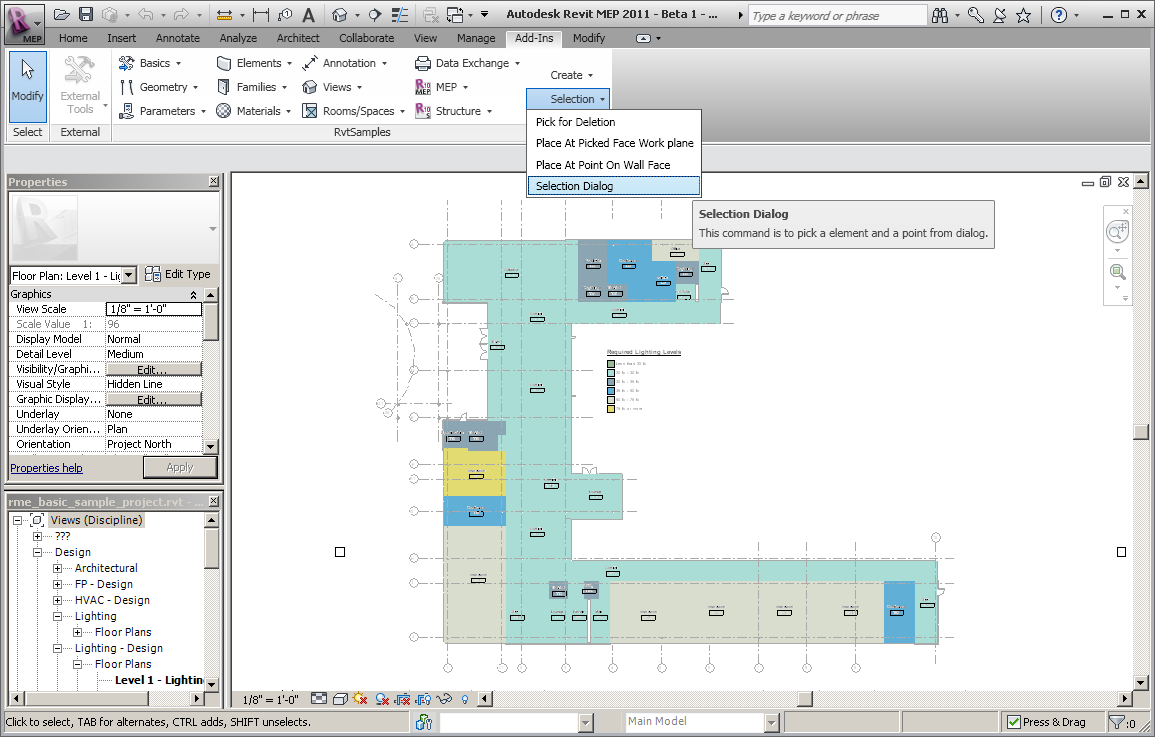 Autodesk Revit MEP 2011 - Beta 1 - ...
Type a keyword or phrase
MEP
Home Insert Annotate Analyze Architect Collaborate View Manage Add-Ins Modify
Modify
External Tools
Basics
Geometry
Parameters
Elements
Families
Materials
Annotation
Views
Rooms/Spaces
Data Exchange
MEP
Structure
Create
Selection
Select External RvtSamples
Pick for Deletion
Place At Picked Face Work plane
Place At Point On Wall Face
Selection Dialog
Selection Dialog
This command is to pick a element and a point from dialog.
Properties
Floor Plan: Level 1 - Lig
Edit Type
Graphics
View Scale 1/8" = 1'-0"
Scale Value 1: 96
Display Model Normal
Detail Level Medium
Visibility/Graphi... Edit...
Visual Style Hidden Line
Graphic Display... Edit...
Underlay None
Underlay Orien... Plan
Orientation Project North
Properties help
Apply
rme_basic_sample_project.rvt - ...
Views (Discipline)
???
Design
Architectural
FP - Design
HVAC - Design
Lighting
Floor Plans
Lighting - Design
Floor Plans
Level 1 - Lightin
Required Lighting Levels
1/8" = 1'-0"
Click to select, TAB for alternates, CTRL adds, SHIFT unselects.
Main Model
Press & Drag
:0